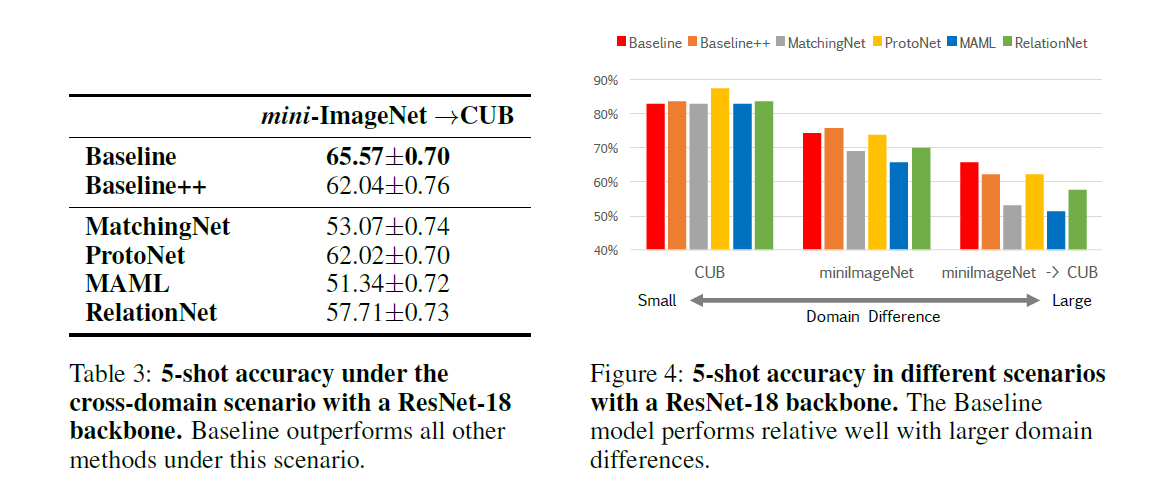 mini-ImageNet →CUB
Baseline 65.57±0.70
Baseline++ 62.04±0.76
MatchingNet 53.07±0.74
ProtoNet 62.02±0.70
MAML 51.34±0.72
RelationNet 57.71±0.73
Table 3: 5-shot accuracy under the
cross-domain scenario with a ResNet-18
backbone. Baseline outperforms all other
methods under this scenario.
Baseline Baseline++ MatchingNet ProtoNet MAML RelationNet
90%
80%
70%
60%
50%
40%
CUB miniImageNet miniImageNet -> CUB
Small Large
Domain Difference
Figure 4: 5-shot accuracy in different scenarios
with a ResNet-18 backbone. The Baseline
model performs relative well with larger domain
differences.